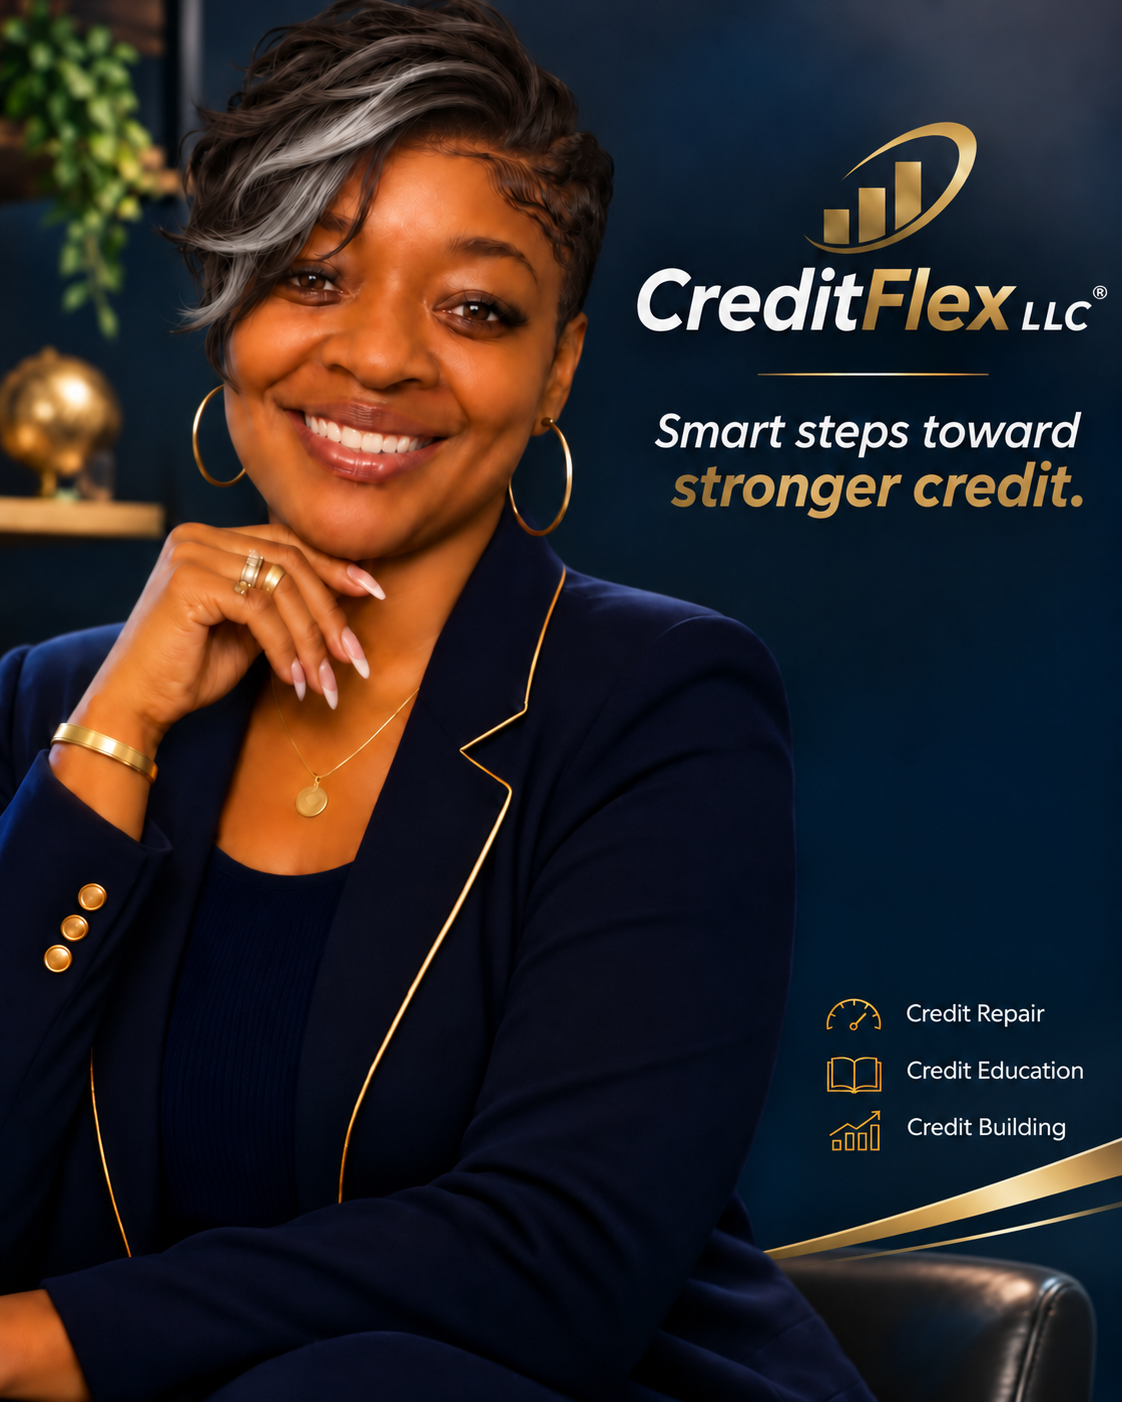 CreditFlex LLC®
Smart steps toward
stronger credit.
Credit Repair
Credit Education
Credit Building